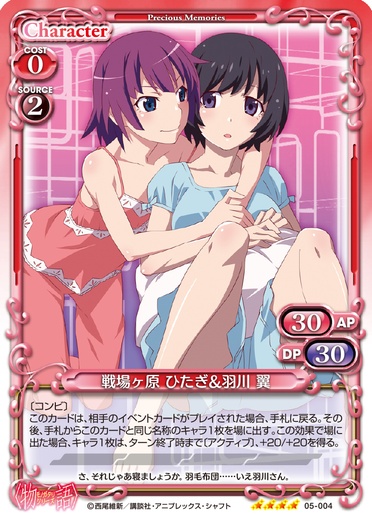 Precious Memories
Character
COST
0
SOURCE
2
30 AP
DP 30
戦場ヶ原 ひたぎ&羽川 翼
[コンビ]
このカードは、相手のイベントカードがプレイされた場合、手札に戻る。その
後、手札からこのカードと同じ名称のキャラ1枚を場に出す。この効果で場に
出た場合、キャラ1枚は、ターン終了時まで[アクティブ]、+20/+20を得る。
さ、それじゃあ寝ましょうか、羽毛布団……いえ羽川さん。
物語
©西尾維新/講談社・アニプレックス・シャフト
05-004